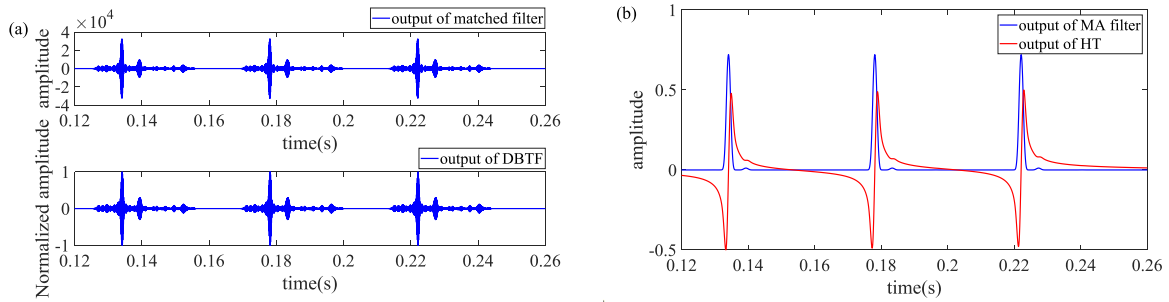 (a)
×10⁴
output of matched filter
amplitude
4
2
0
-2
-4
0.12 0.14 0.16 0.18 0.2 0.22 0.24 0.26
time(s)
output of DBTF
Normalized amplitude
1
0
-1
0.12 0.14 0.16 0.18 0.2 0.22 0.24 0.26
time(s)
(b)
output of MA filter
output of HT
amplitude
1
0.5
0
-0.5
0.12 0.14 0.16 0.18 0.2 0.22 0.24 0.26
time(s)